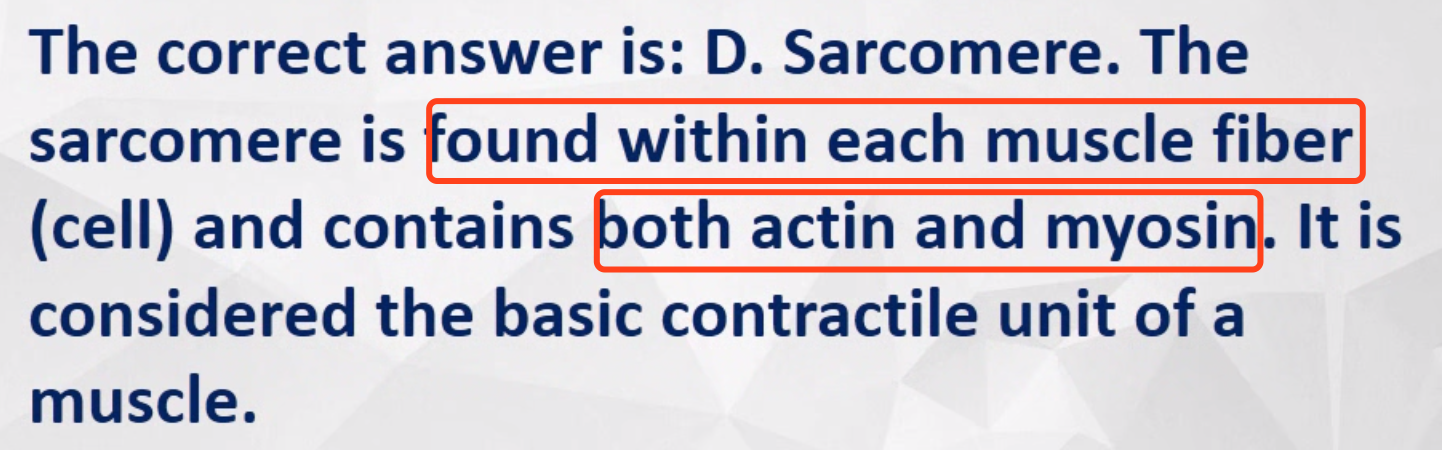 The correct answer is: D. Sarcomere. The
sarcomere is found within each muscle fiber
(cell) and contains both actin and myosin. It is
considered the basic contractile unit of a
muscle.